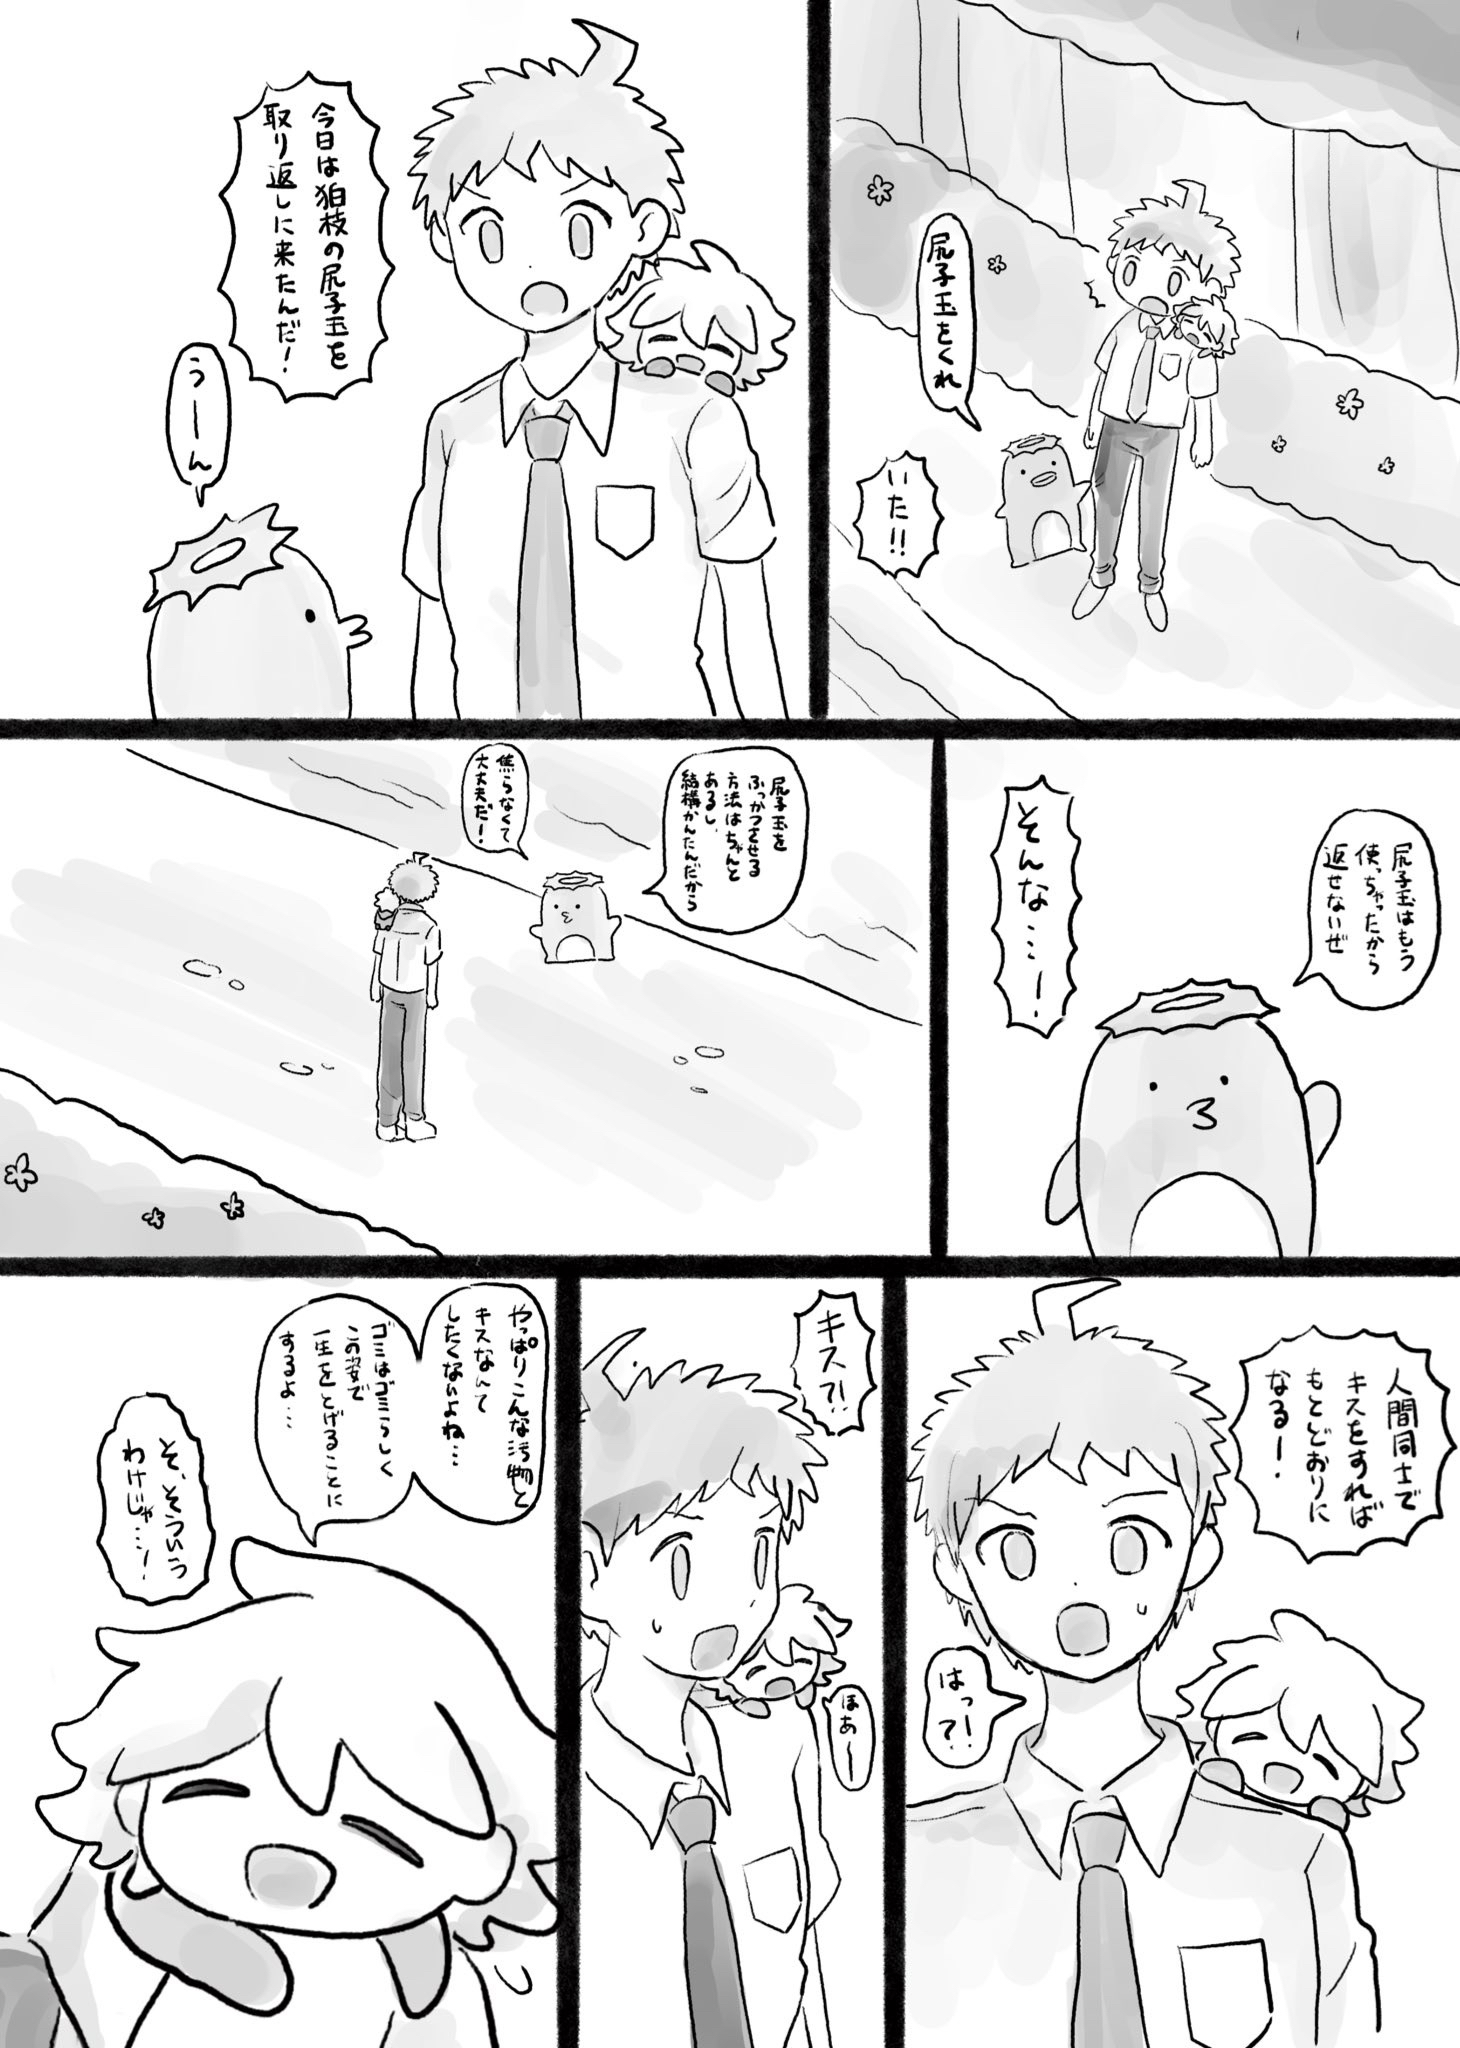 尻子玉をくれ
いた!!
今日は狛枝の尻子玉を
取り返しに来たんだ!
うーん
尻子玉はもう
使っちゃったから
返せないぜ
そんな…!
尻子玉を
ふっかつさせる
方法はちゃんと
あるし、
結構かんたんだから
焦らなくて
大丈夫だ!
人間同士で
キスをすれば
もとどおりに
なる!
はっ
?!
キス?!
ほあー
やっぱりこんな汚物と
キスなんて
したくないよね…
ゴミはゴミらしく
この姿で
一生をとげることに
するよ…
そ、そういう
わけじゃ…!